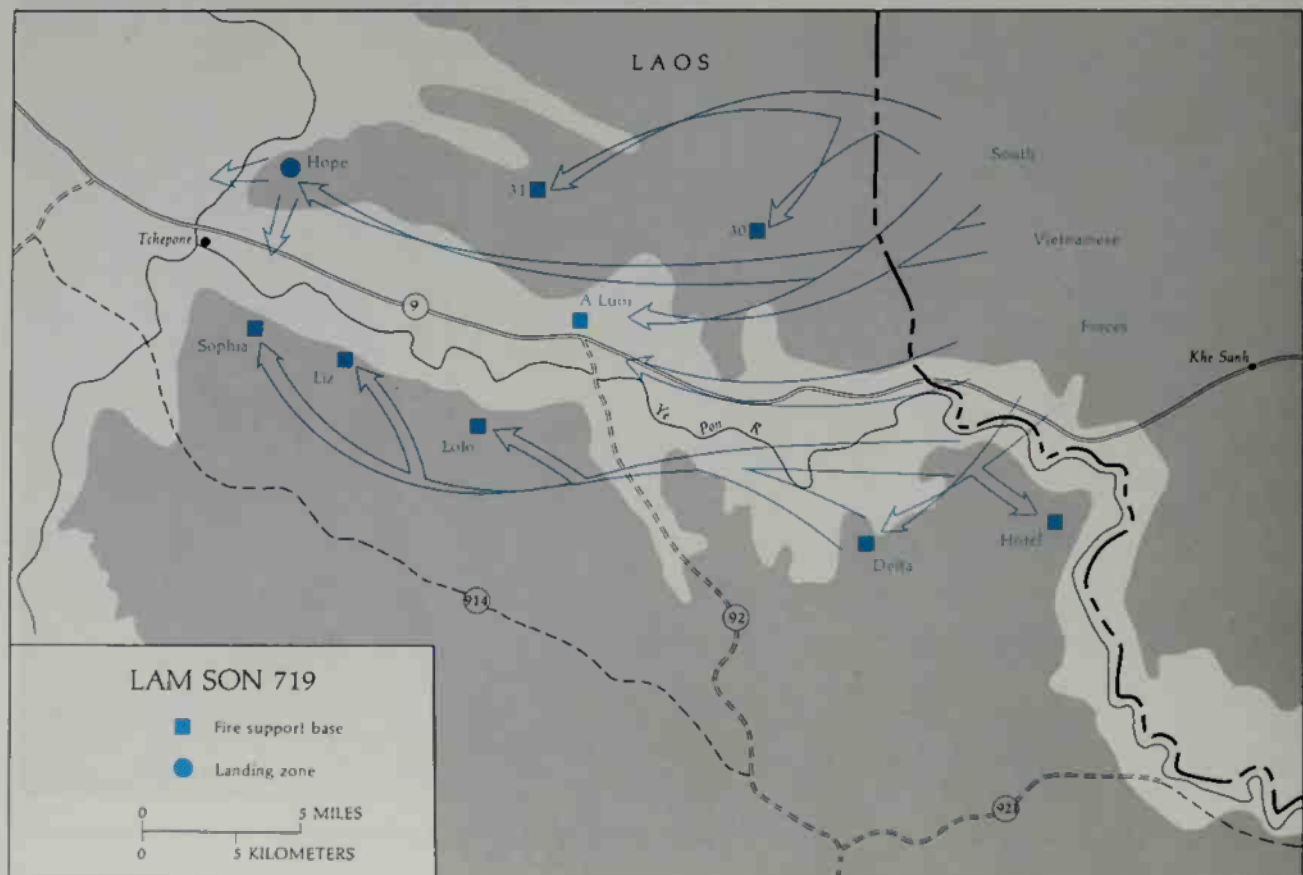 LAOS
South
Vietnamese
Forces
Hope
31
30
Tchepone
9
A Luoi
Khe Sanh
Sophia
Liz
Lolo
Ye Pon R
Delta
Hotel
914
92
921
LAM SON 719
Fire support base
Landing zone
0 5 MILES
0 5 KILOMETERS